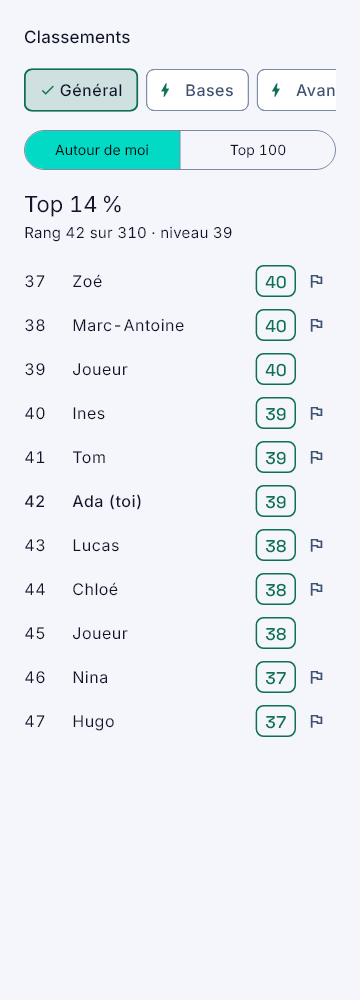 Classements
Général Bases Avan
Autour de moi Top 100
Top 14 %
Rang 42 sur 310 · niveau 39
37 Zoé 40
38 Marc-Antoine 40
39 Joueur 40
40 Ines 39
41 Tom 39
42 Ada (toi) 39
43 Lucas 38
44 Chloé 38
45 Joueur 38
46 Nina 37
47 Hugo 37